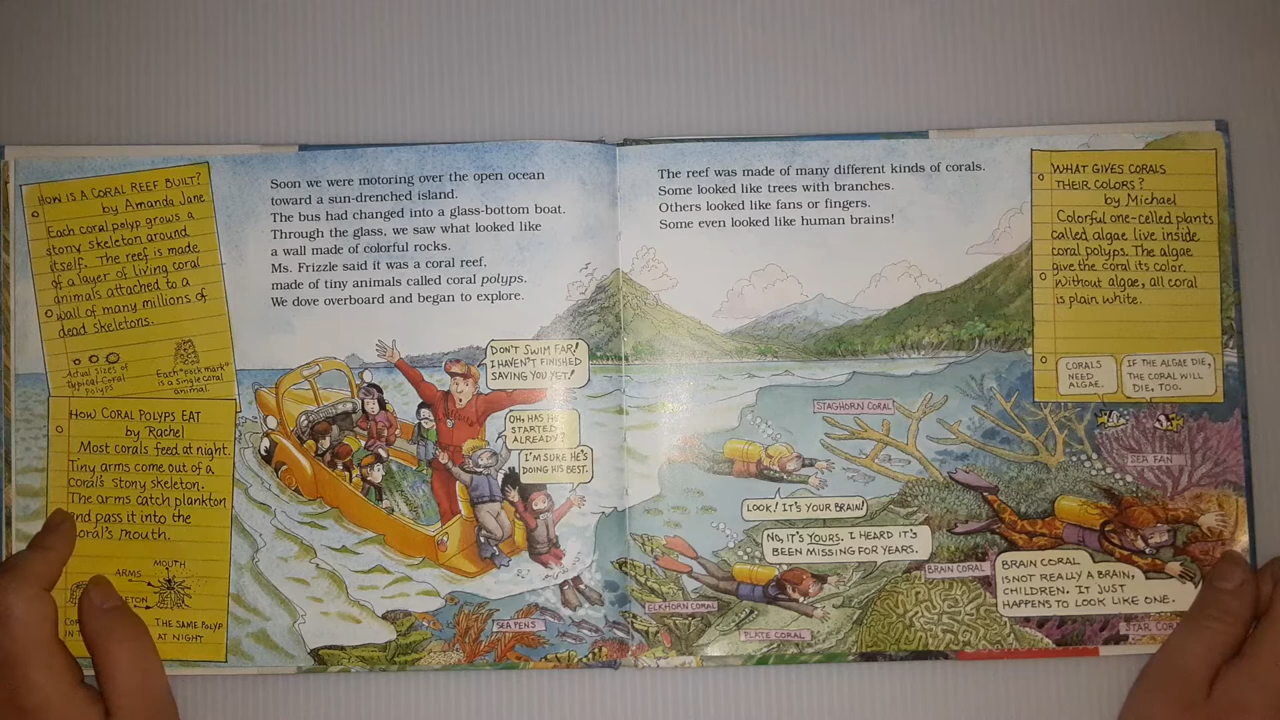 HOW IS A CORAL REEF BUILT?
by Amanda Jane
Each coral polyp grows a
stony skeleton around
itself. The reef is made
of a layer of living coral
animals attached to a
wall of many millions of
dead skeletons.
Actual sizes of
typical coral
polyps
Each "pock mark"
is a single coral
animal.
HOW CORAL POLYPS EAT
by Rachel
Most corals feed at night.
Tiny arms come out of a
coral's stony skeleton.
The arms catch plankton
and pass it into the
coral's mouth.
MOUTH
ARMS
THE SAME POLYP
AT NIGHT
Soon we were motoring over the open ocean
toward a sun-drenched island.
The bus had changed into a glass-bottom boat.
Through the glass, we saw what looked like
a wall made of colorful rocks.
Ms. Frizzle said it was a coral reef,
made of tiny animals called coral polyps.
We dove overboard and began to explore.
DON'T SWIM FAR!
I HAVEN'T FINISHED
SAVING YOU YET!
OH, HAS HE
STARTED
ALREADY?
I'M SURE HE'S
DOING HIS BEST.
SEA PENS
The reef was made of many different kinds of corals.
Some looked like trees with branches.
Others looked like fans or fingers.
Some even looked like human brains!
STAGHORN CORAL
LOOK! IT'S YOUR BRAIN!
NO, IT'S YOURS. I HEARD IT'S
BEEN MISSING FOR YEARS.
ELKHORN CORAL
PLATE CORAL
BRAIN CORAL
BRAIN CORAL
IS NOT REALLY A BRAIN,
CHILDREN. IT JUST
HAPPENS TO LOOK LIKE ONE.
STAR
SEA FAN
WHAT GIVES CORALS
THEIR COLORS?
by Michael
Colorful one-celled plants
called algae live inside
coral polyps. The algae
give the coral its color.
Without algae, all coral
is plain white.
CORALS
NEED
ALGAE.
IF THE ALGAE DIE,
THE CORAL WILL
DIE, TOO.